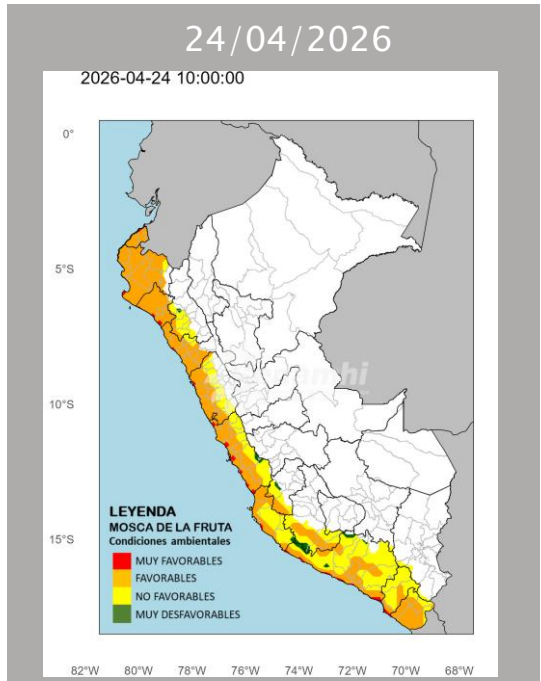 24/04/2026
2026-04-24 10:00:00
0°
5°S
10°S
15°S
LEYENDA
MOSCA DE LA FRUTA
Condiciones ambientales
MUY FAVORABLES
FAVORABLES
NO FAVORABLES
MUY DESFAVORABLES
82°W 80°W 78°W 76°W 74°W 72°W 70°W 68°W